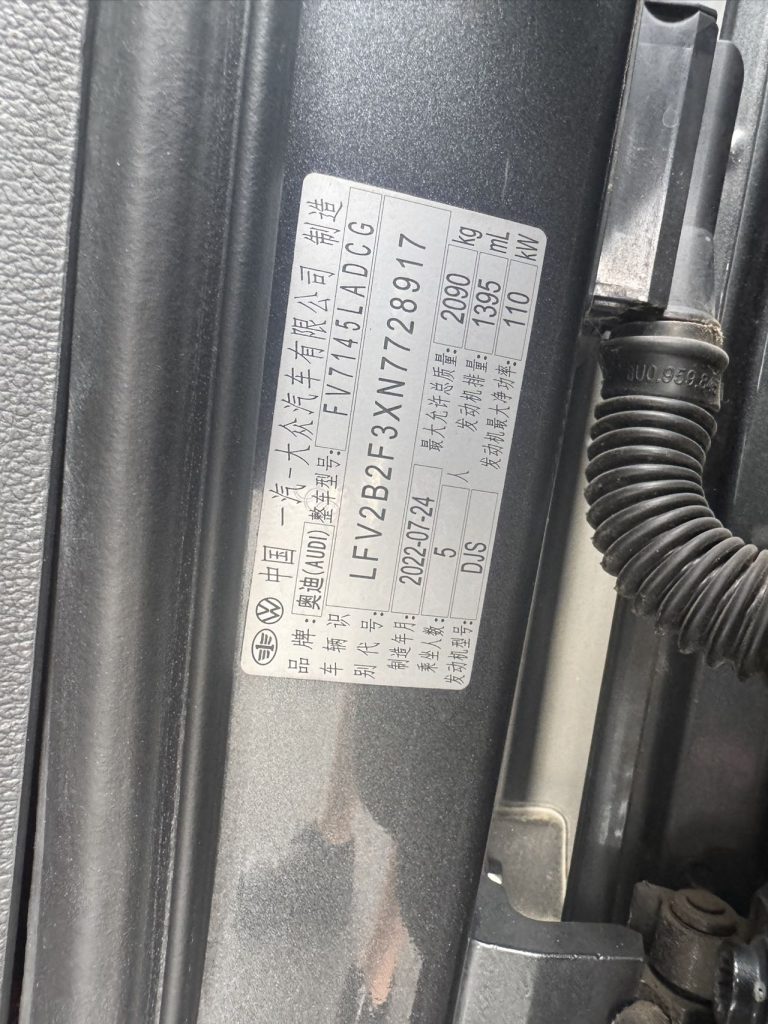 中国 一汽-大众汽车有限公司 制造
品牌: 奥迪(AUDI) 整车型号: FV7145LADCG
车辆识别代号: LFV2B2F3XN7728917
制造年月: 2022-07-24 最大允许总质量: 2090 kg
乘坐人数: 5 人 发动机排量: 1395 mL
发动机型号: DJS 发动机最大净功率: 110 kW